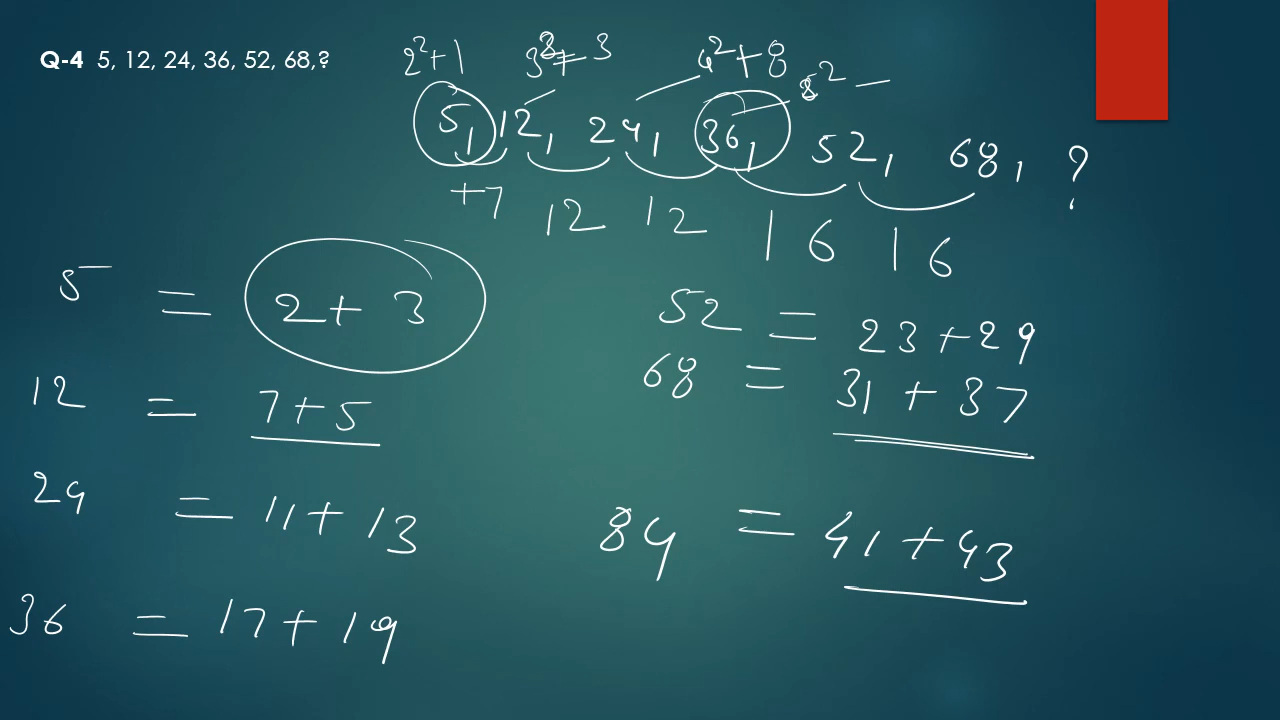 Q-4 5, 12, 24, 36, 52, 68,?
2²+1 4²+8
5² –
5, 12, 24, 36, 52, 68, ?
+7 12 12 16 16
5 = 2+ 3
12 = 7+5
24 = 11+13
36 = 17+19
52 = 23+29
68 = 31+37
84 = 41+43